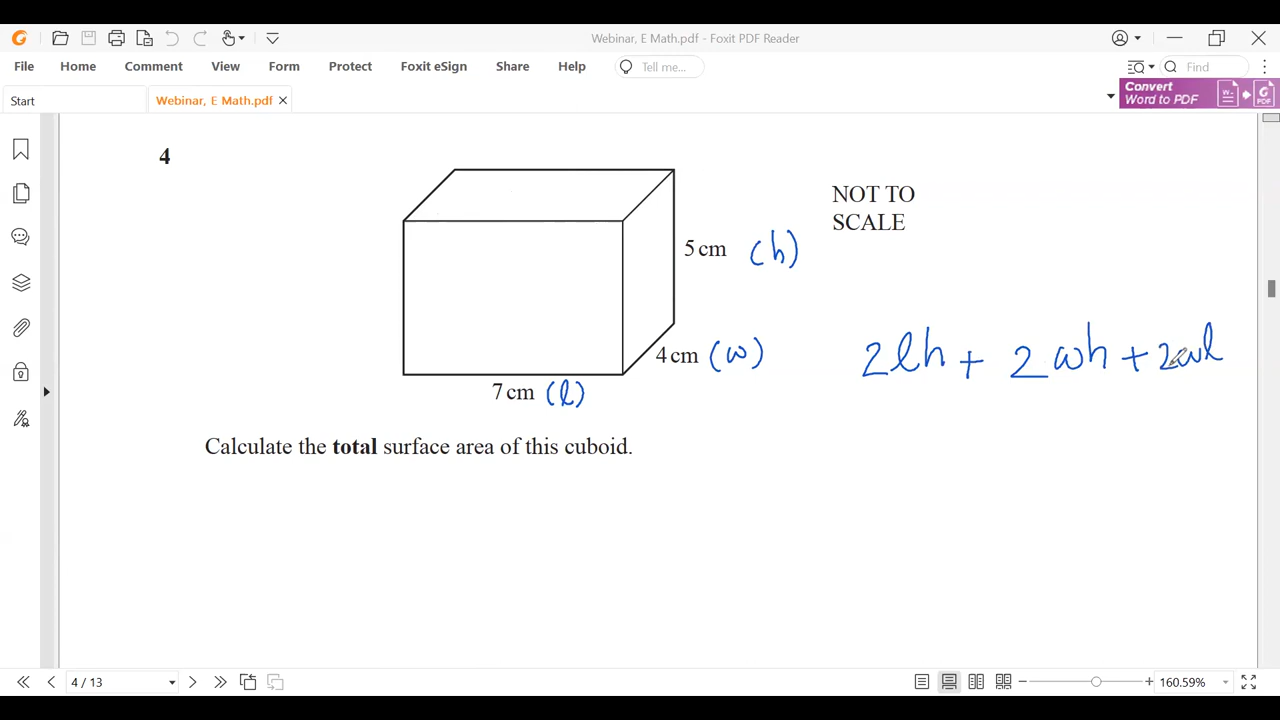 Webinar, E Math.pdf - Foxit PDF Reader
File Home Comment View Form Protect Foxit eSign Share Help Tell me... Find
Start Webinar, E Math.pdf
Convert
Word to PDF
PDF
4
NOT TO
SCALE
5 cm (h)
4 cm (w)
7 cm (l)
2lh + 2wh + 2wl
Calculate the total surface area of this cuboid.
4 / 13
160.59%